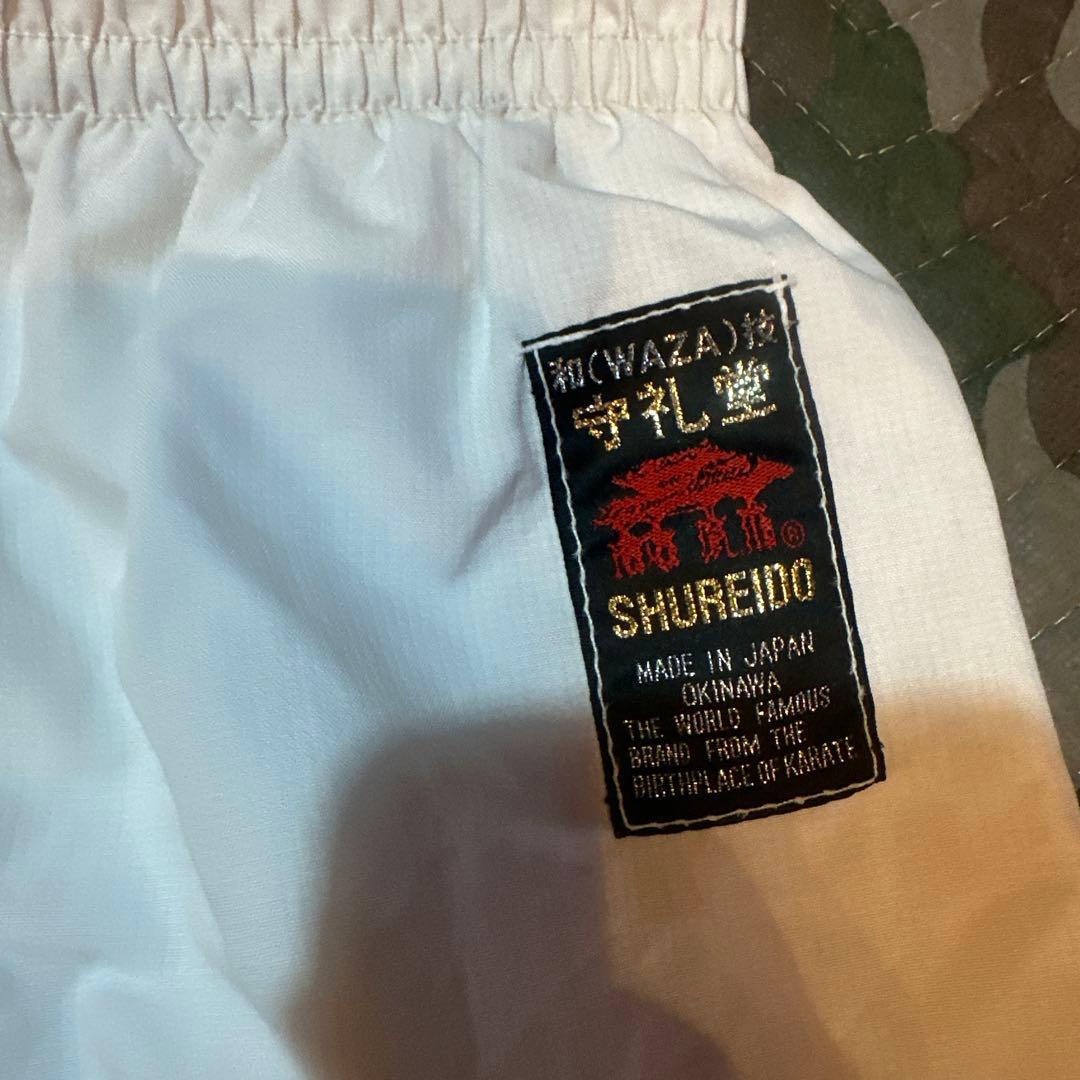 和(WAZA)技
守礼堂
®
SHUREIDO
MADE IN JAPAN
OKINAWA
THE WORLD FAMOUS
BRAND FROM THE
BIRTHPLACE OF KARATE